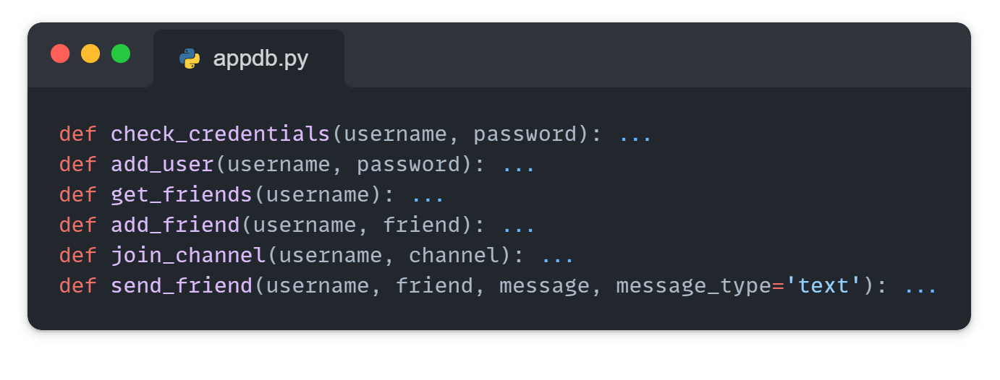 appdb.py
def check_credentials(username, password): ...
def add_user(username, password): ...
def get_friends(username): ...
def add_friend(username, friend): ...
def join_channel(username, channel): ...
def send_friend(username, friend, message, message_type='text'): ...